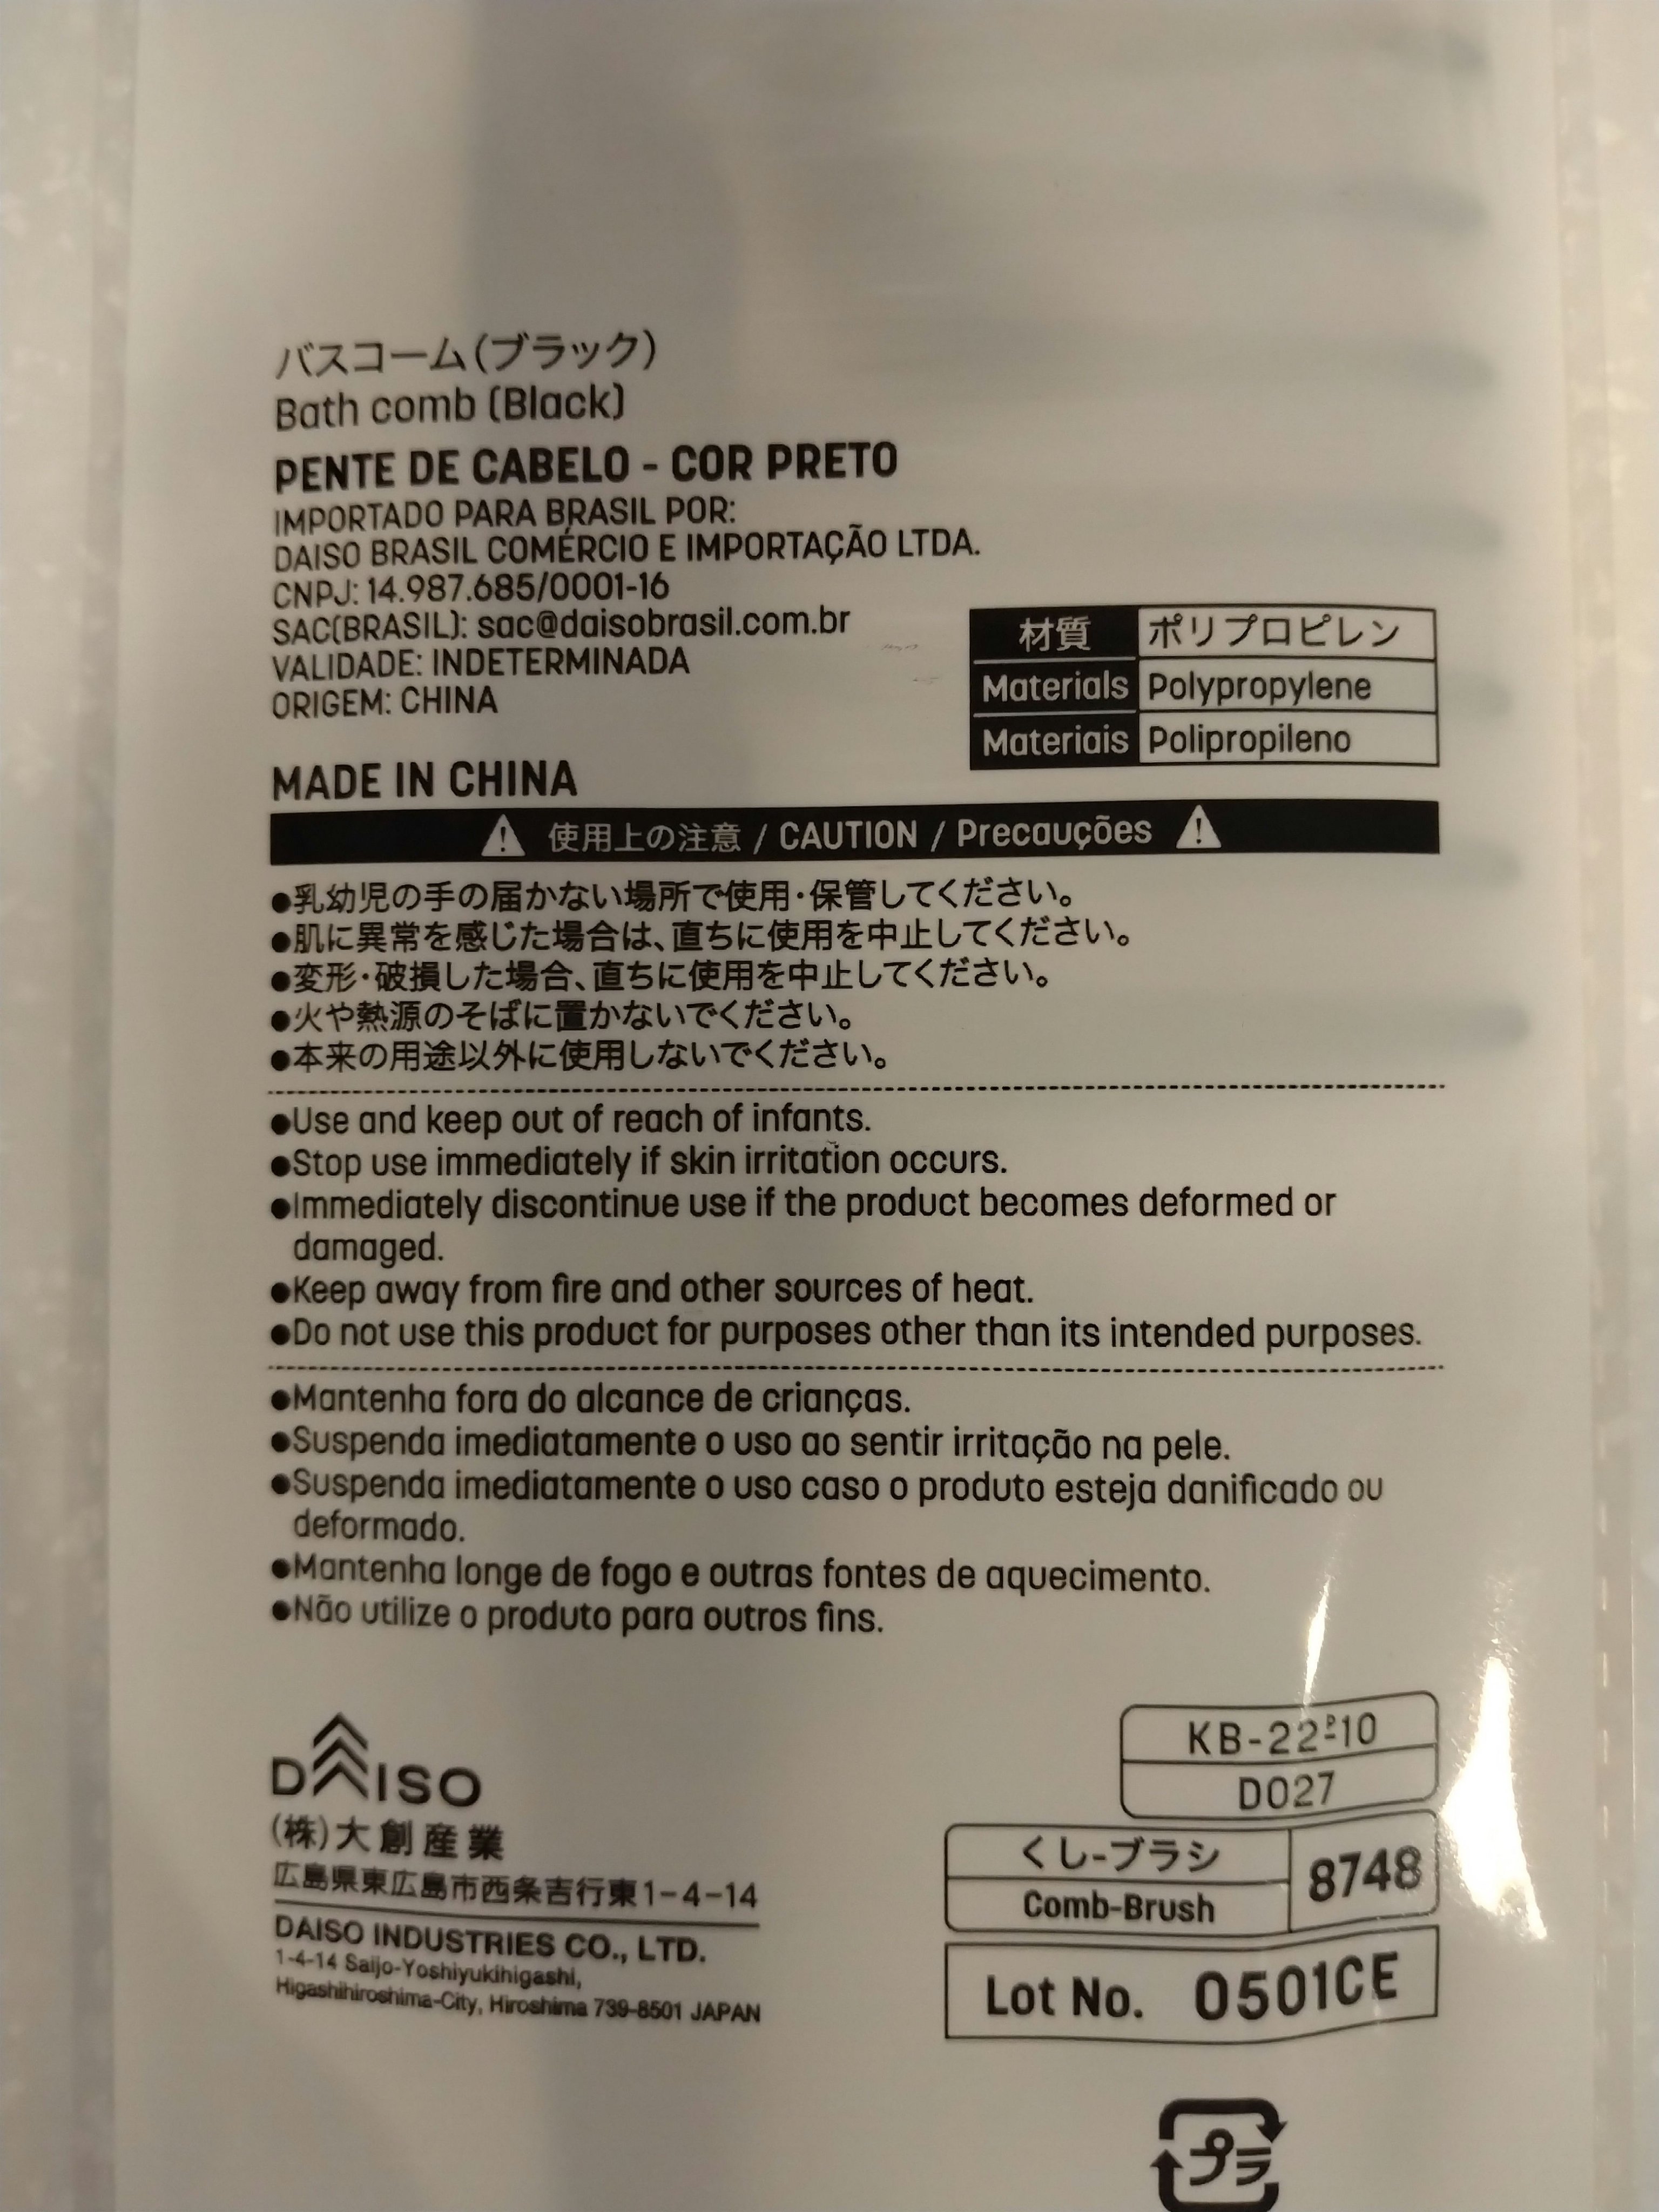 バスコーム(ブラック)
Bath comb (Black)
PENTE DE CABELO - COR PRETO
IMPORTADO PARA BRASIL POR:
DAISO BRASIL COMÉRCIO E IMPORTAÇÃO LTDA.
CNPJ: 14.987.685/0001-16
SAC(BRASIL): sac@daisobrasil.com.br
VALIDADE: INDETERMINADA
ORIGEM: CHINA
材質 ポリプロピレン
Materials Polypropylene
Materiais Polipropileno
MADE IN CHINA
使用上の注意 / CAUTION / Precauções
●乳幼児の手の届かない場所で使用・保管してください。
●肌に異常を感じた場合は、直ちに使用を中止してください。
●変形・破損した場合、直ちに使用を中止してください。
●火や熱源のそばに置かないでください。
●本来の用途以外に使用しないでください。
●Use and keep out of reach of infants.
●Stop use immediately if skin irritation occurs.
●Immediately discontinue use if the product becomes deformed or
damaged.
●Keep away from fire and other sources of heat.
●Do not use this product for purposes other than its intended purposes.
●Mantenha fora do alcance de crianças.
●Suspenda imediatamente o uso ao sentir irritação na pele.
●Suspenda imediatamente o uso caso o produto esteja danificado ou
deformado.
●Mantenha longe de fogo e outras fontes de aquecimento.
●Não utilize o produto para outros fins.
DAISO
(株)大創産業
広島県東広島市西条吉行東1-4-14
DAISO INDUSTRIES CO., LTD.
1-4-14 Saijo-Yoshiyukihigashi,
Higashihiroshima-City, Hiroshima 739-8501 JAPAN
KB-22-P10
D027
くし-ブラシ
Comb-Brush
8748
Lot No. 0501CE
プラ